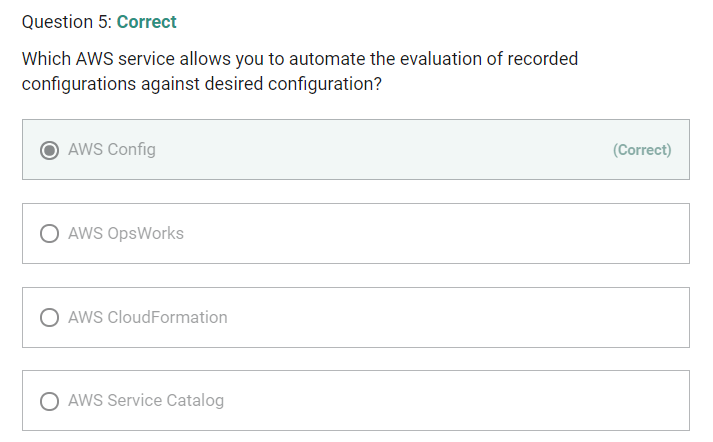 Question 5: Correct
Which AWS service allows you to automate the evaluation of recorded
configurations against desired configuration?
AWS Config (Correct)
AWS OpsWorks
AWS CloudFormation
AWS Service Catalog